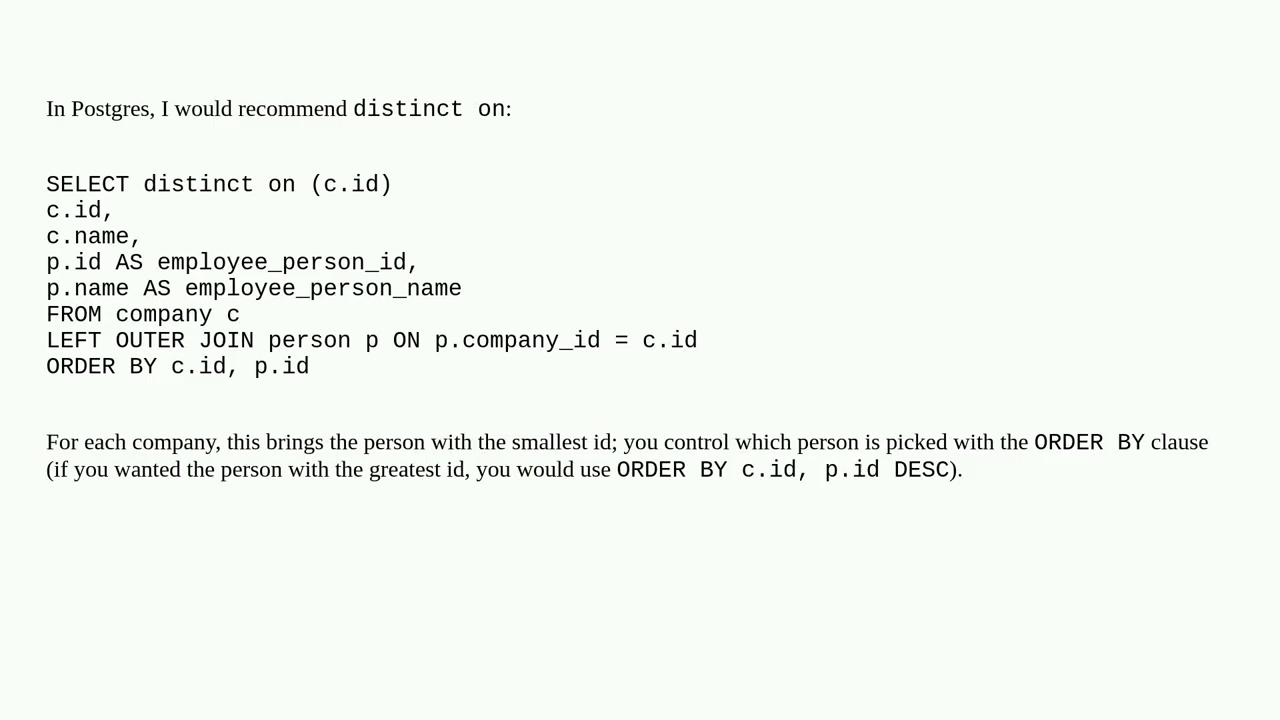 In Postgres, I would recommend distinct on:
SELECT distinct on (c.id)
c.id,
c.name,
p.id AS employee_person_id,
p.name AS employee_person_name
FROM company c
LEFT OUTER JOIN person p ON p.company_id = c.id
ORDER BY c.id, p.id
For each company, this brings the person with the smallest id; you control which person is picked with the ORDER BY clause
(if you wanted the person with the greatest id, you would use ORDER BY c.id, p.id DESC).